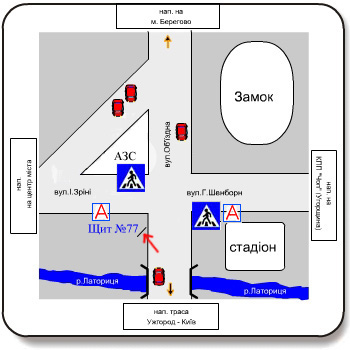 нап. на
м. Берегово
Замок
вул.Об'їздна
АЗС
вул.І.Зріні
вул.Г.Шенборн
нап.
на центр міста
нап. на
КПП "Чоп" (Угорщина)
A
A
Щит №77
стадіон
р.Латориця
р.Латориця
нап. траса
Ужгород - Київ